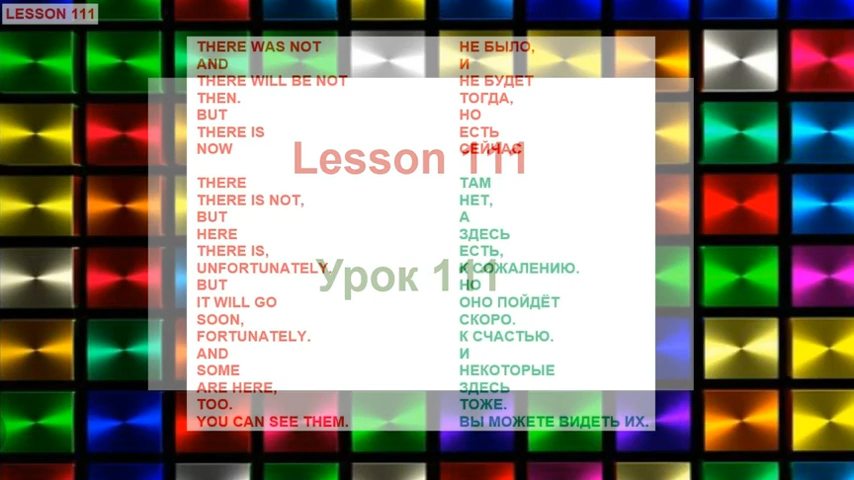 LESSON 111
THERE WAS NOT НЕ БЫЛО,
AND И
THERE WILL BE NOT НЕ БУДЕТ
THEN. ТОГДА,
BUT НО
THERE IS ЕСТЬ
NOW СЕЙЧАС
Lesson 111
THERE ТАМ
THERE IS NOT, НЕТ,
BUT А
HERE ЗДЕСЬ
THERE IS, ЕСТЬ,
UNFORTUNATELY. К СОЖАЛЕНИЮ.
Урок 111
BUT НО
IT WILL GO ОНО ПОЙДЁТ
SOON, СКОРО.
FORTUNATELY. К СЧАСТЬЮ.
AND И
SOME НЕКОТОРЫЕ
ARE HERE, ЗДЕСЬ
TOO. ТОЖЕ.
YOU CAN SEE THEM. ВЫ МОЖЕТЕ ВИДЕТЬ ИХ.